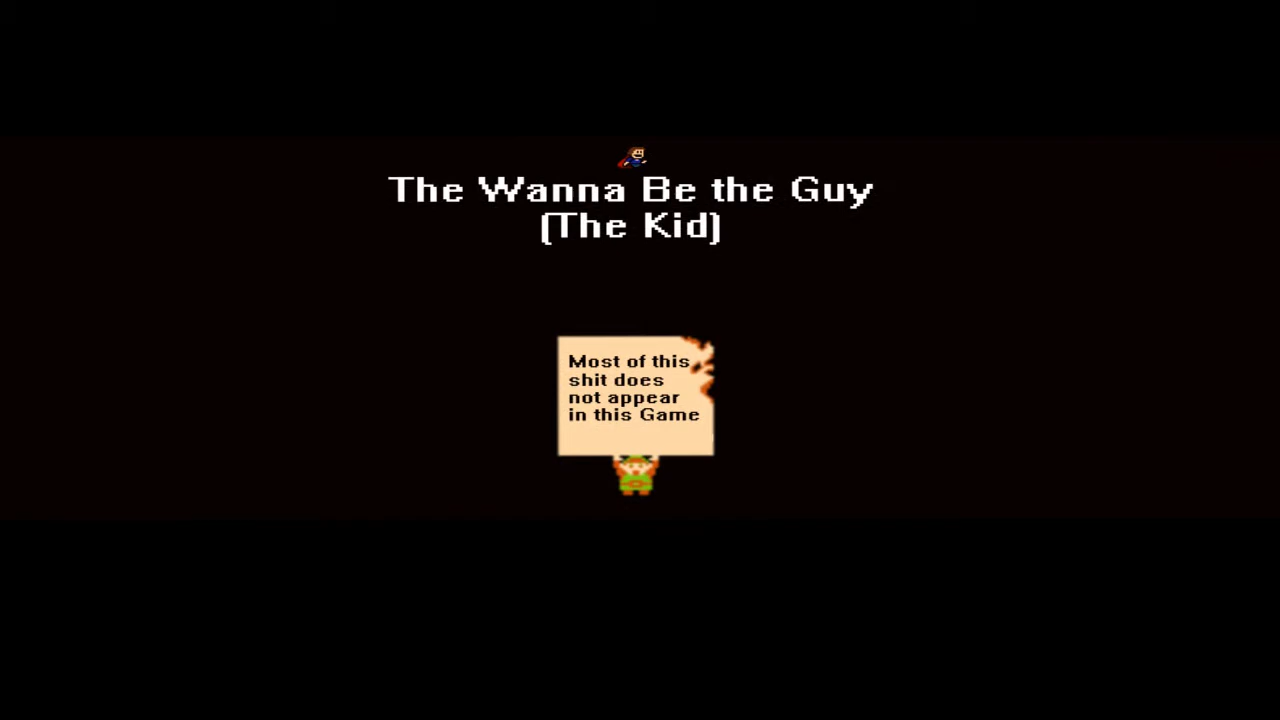 The Wanna Be the Guy
(The Kid)
Most of this
shit does
not appear
in this Game